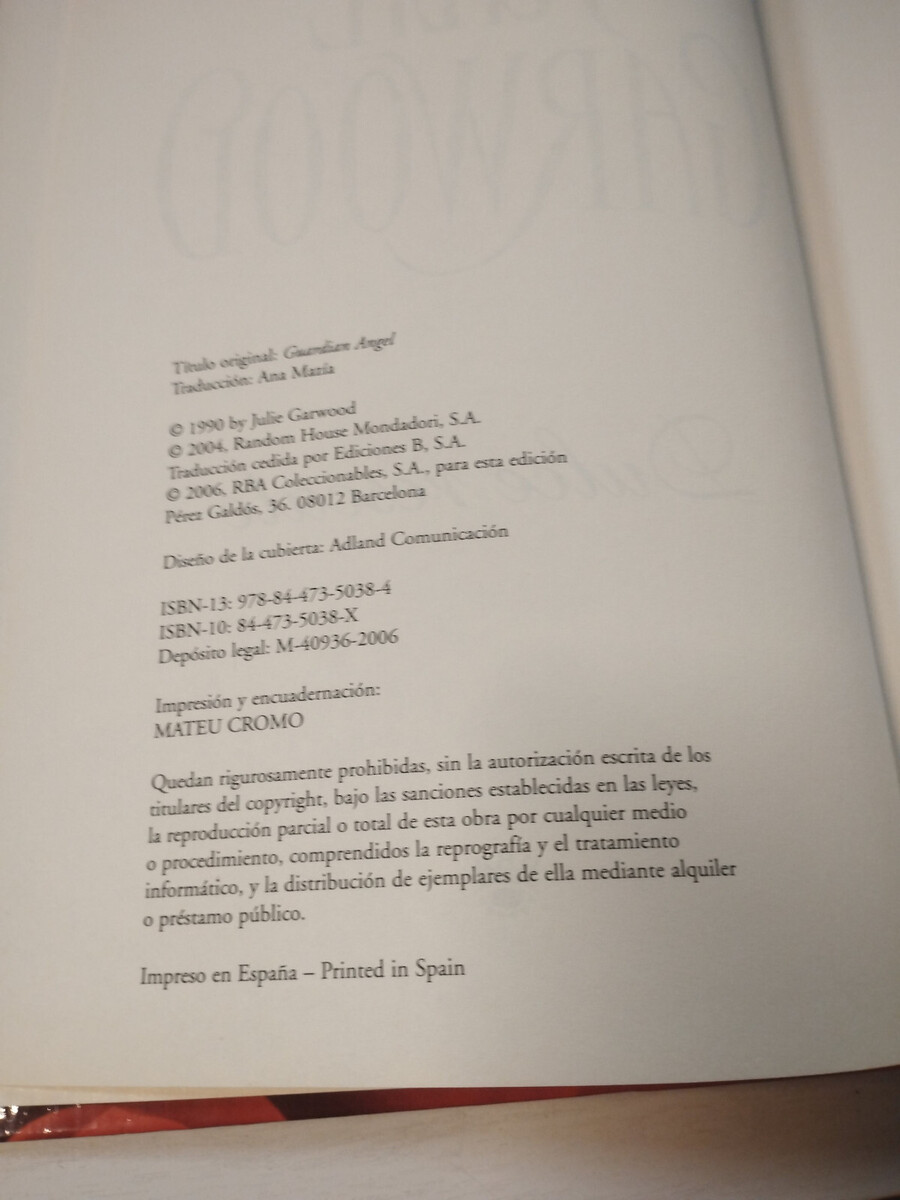 Título original: Guardian Angel
Traducción: Ana María
© 1990 by Julie Garwood
© 2004, Random House Mondadori, S.A.
Traducción cedida por Ediciones B, S.A.
© 2006, RBA Coleccionables, S.A., para esta edición
Pérez Galdós, 36. 08012 Barcelona
Diseño de la cubierta: Adland Comunicación
ISBN-13: 978-84-473-5038-4
ISBN-10: 84-473-5038-X
Depósito legal: M-40936-2006
Impresión y encuadernación:
MATEU CROMO
Quedan rigurosamente prohibidas, sin la autorización escrita de los
titulares del copyright, bajo las sanciones establecidas en las leyes,
la reproducción parcial o total de esta obra por cualquier medio
o procedimiento, comprendidos la reprografía y el tratamiento
informático, y la distribución de ejemplares de ella mediante alquiler
o préstamo público.
Impreso en España – Printed in Spain